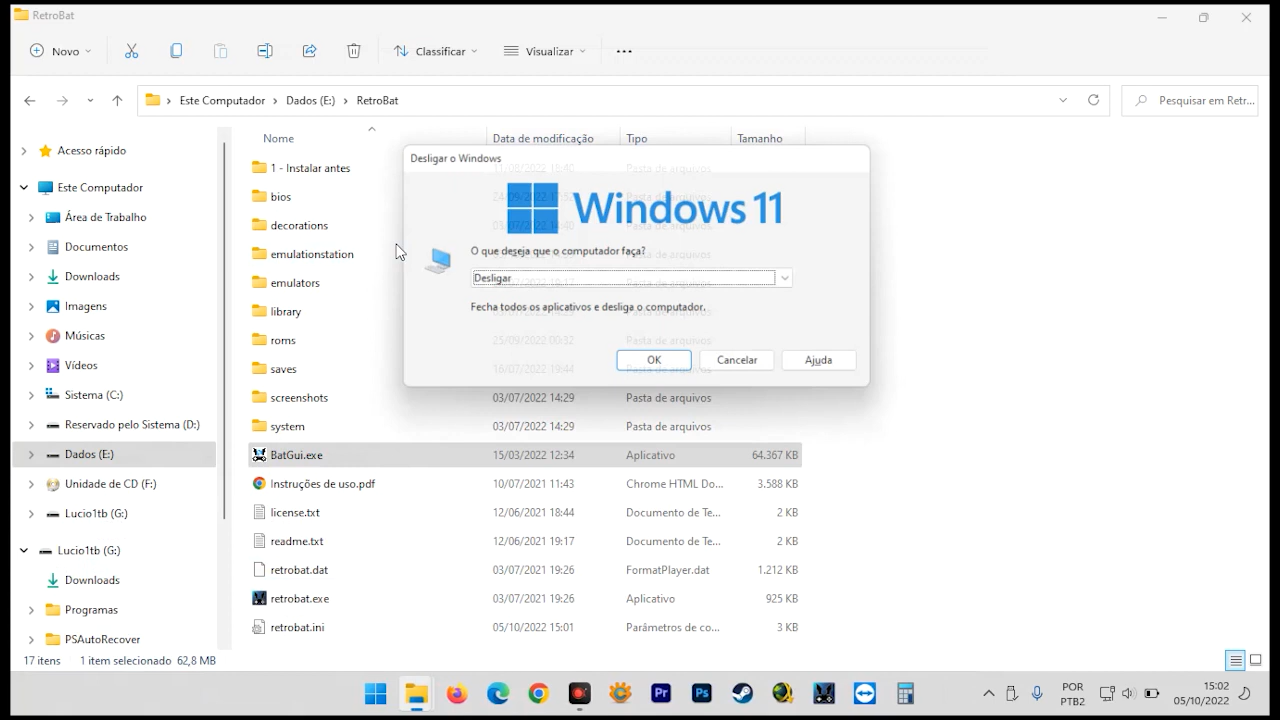 RetroBat
Novo
Classificar
Visualizar
Este Computador > Dados (E:) > RetroBat
Pesquisar em Retr...
Nome Data de modificação Tipo Tamanho
Acesso rápido
Este Computador
Área de Trabalho
Documentos
Downloads
Imagens
Músicas
Vídeos
Sistema (C:)
Reservado pelo Sistema (D:)
Dados (E:)
Unidade de CD (F:)
Lucio1tb (G:)
Lucio1tb (G:)
Downloads
Programas
PSAutoRecover
1 - Instalar antes
bios
decorations
emulationstation
emulators
library
roms 25/09/2022 00:32 Pasta de arquivos
saves 16/07/2022 19:44 Pasta de arquivos
screenshots 03/07/2022 14:29 Pasta de arquivos
system 03/07/2022 14:29 Pasta de arquivos
BatGui.exe 15/03/2022 12:34 Aplicativo 64.367 KB
Instruções de uso.pdf 10/07/2021 11:43 Chrome HTML Do... 3.588 KB
license.txt 12/06/2021 18:44 Documento de Te... 2 KB
readme.txt 12/06/2021 19:17 Documento de Te... 2 KB
retrobat.dat 03/07/2021 19:26 FormatPlayer.dat 1.212 KB
retrobat.exe 03/07/2021 19:26 Aplicativo 925 KB
retrobat.ini 05/10/2022 15:01 Parâmetros de co... 3 KB
Desligar o Windows
Windows 11
O que deseja que o computador faça?
Desligar
Fecha todos os aplicativos e desliga o computador.
OK Cancelar Ajuda
17 itens 1 item selecionado 62,8 MB
Pr Ps
POR
PTB2
15:02
05/10/2022